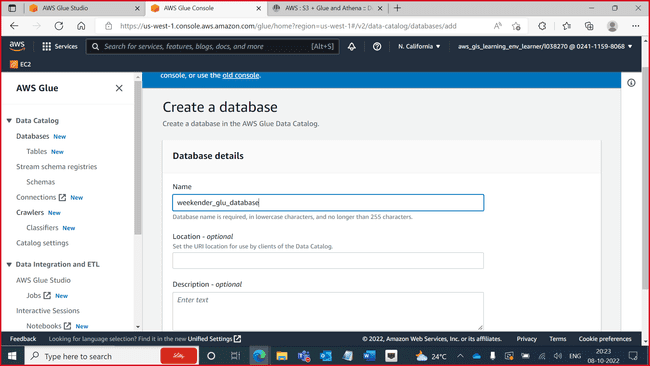 AWS Glue Studio
AWS Glue Console
AWS : S3 + Glue and Athena :: D
https://us-west-1.console.aws.amazon.com/glue/home?region=us-west-1#/v2/data-catalog/databases/add
aws
Services
Search for services, features, blogs, docs, and more
[Alt+S]
N. California
aws_gis_learning_env_learner/l038270 @ 0241-1159-8068
EC2
console, or use the old console.
AWS Glue
Data Catalog
Databases New
Tables New
Stream schema registries
Schemas
Connections New
Crawlers New
Classifiers New
Catalog settings
Data Integration and ETL
AWS Glue Studio
Jobs New
Interactive Sessions
Notebooks New
Create a database
Create a database in the AWS Glue Data Catalog.
Database details
Name
weekender_glu_database
Database name is required, in lowercase characters, and no longer than 255 characters.
Location - optional
Set the URI location for use by clients of the Data Catalog.
Description - optional
Enter text
Feedback
Looking for language selection? Find it in the new Unified Settings
© 2022, Amazon Web Services, Inc. or its affiliates.
Privacy
Terms
Cookie preferences
Type here to search
24°C
ENG
20:23
08-10-2022